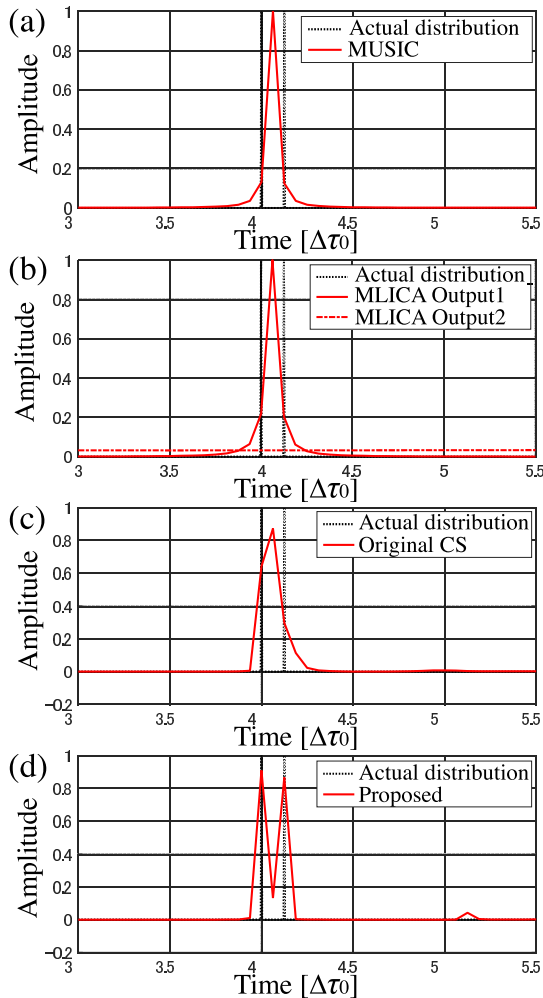 (a)
Amplitude
1
0.8
0.6
0.4
0.2
0
Actual distribution
MUSIC
3 3.5 4 4.5 5 5.5
Time [Δτ0]
(b)
Amplitude
1
0.8
0.6
0.4
0.2
0
Actual distribution
MLICA Output1
MLICA Output2
3 3.5 4 4.5 5 5.5
Time [Δτ0]
(c)
Amplitude
1
0.8
0.6
0.4
0.2
0
-0.2
Actual distribution
Original CS
3 3.5 4 4.5 5 5.5
Time [Δτ0]
(d)
Amplitude
1
0.8
0.6
0.4
0.2
0
-0.2
Actual distribution
Proposed
3 3.5 4 4.5 5 5.5
Time [Δτ0]